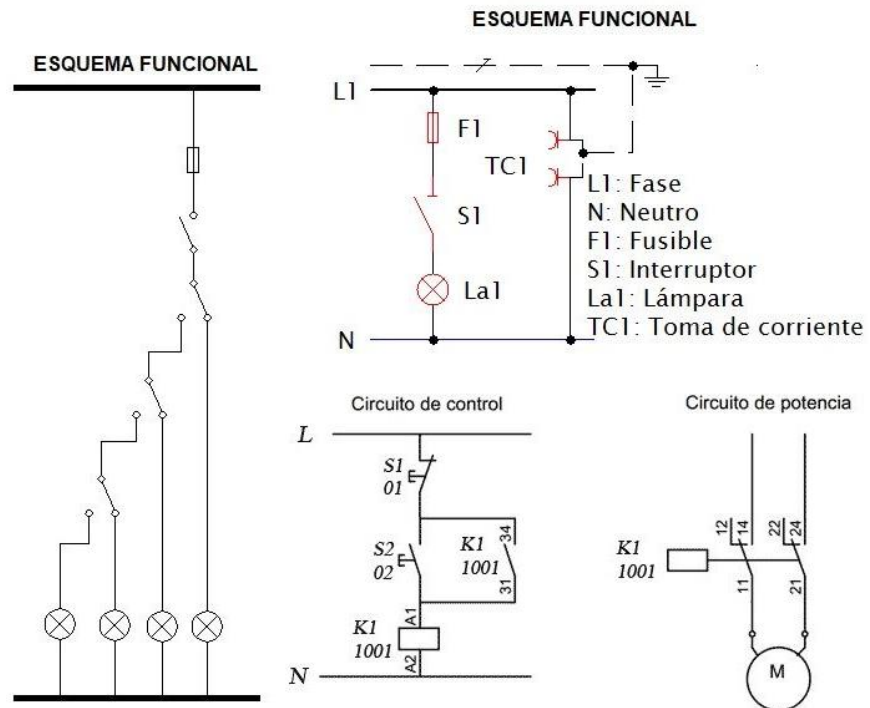 ESQUEMA FUNCIONAL
ESQUEMA FUNCIONAL
L1
F1
TC1
S1
La1
N
L1: Fase
N: Neutro
F1: Fusible
S1: Interruptor
La1: Lámpara
TC1: Toma de corriente
Circuito de control
L
S1
01
S2
02
K1
1001
34
31
K1
1001
A1
A2
N
Circuito de potencia
K1
1001
12
14
22
24
11
21
M